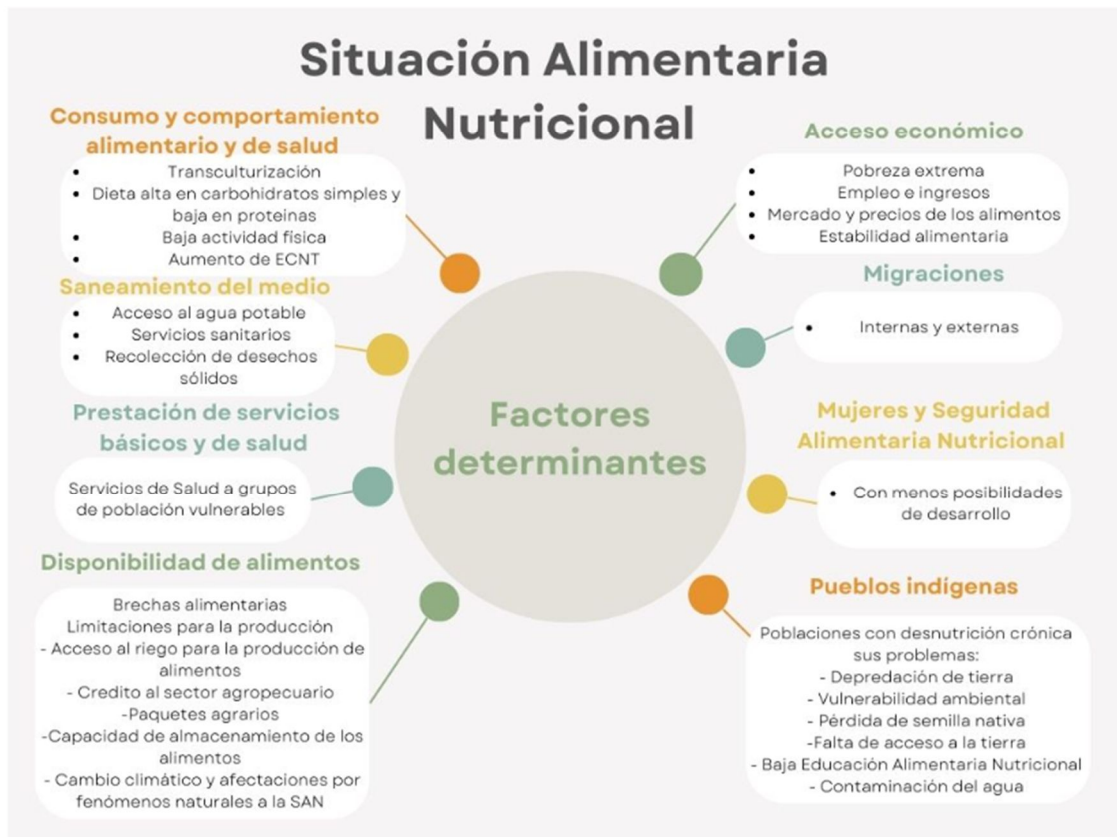 Situación Alimentaria
Nutricional
Consumo y comportamiento
alimentario y de salud
• Transculturización
• Dieta alta en carbohidratos simples y
baja en proteinas
• Baja actividad física
• Aumento de ECNT
Saneamiento del medio
• Acceso al agua potable
• Servicios sanitarios
• Recolección de desechos
sólidos
Prestación de servicios
básicos y de salud
Servicios de Salud a grupos
de población vulnerables
Disponibilidad de alimentos
Brechas alimentarias
Limitaciones para la producción
- Acceso al riego para la producción de
alimentos
- Credito al sector agropecuario
-Paquetes agrarios
-Capacidad de almacenamiento de los
alimentos
- Cambio climático y afectaciones por
fenómenos naturales a la SAN
Factores
determinantes
Acceso económico
• Pobreza extrema
• Empleo e ingresos
• Mercado y precios de los alimentos
• Estabilidad alimentaria
Migraciones
• Internas y externas
Mujeres y Seguridad
Alimentaria Nutricional
• Con menos posibilidades
de desarrollo
Pueblos indígenas
Poblaciones con desnutrición crónica
sus problemas:
- Depredación de tierra
- Vulnerabilidad ambiental
- Pérdida de semilla nativa
-Falta de acceso a la tierra
- Baja Educación Alimentaria Nutricional
- Contaminación del agua